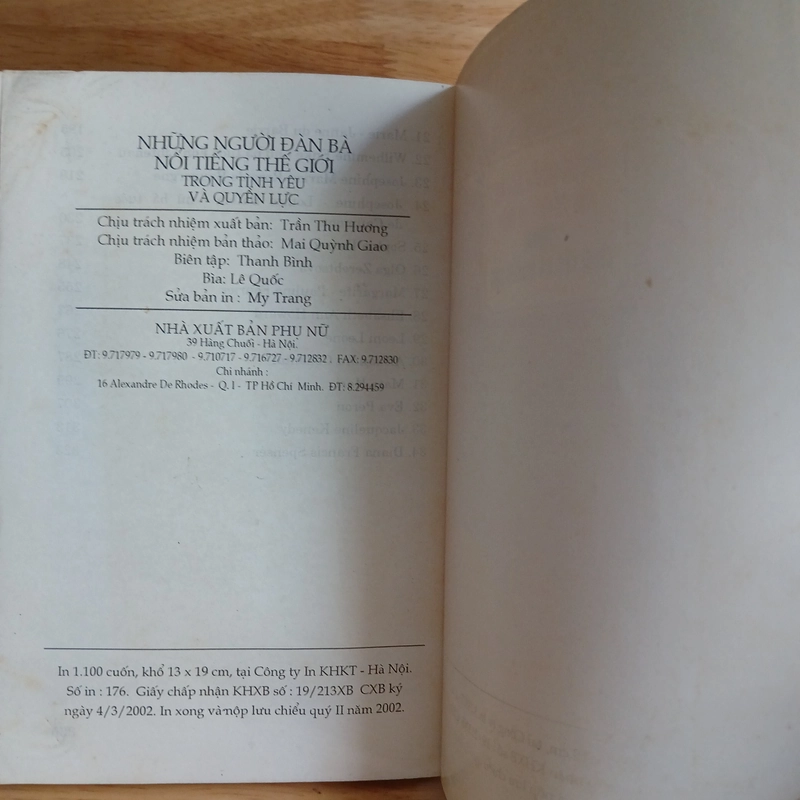 NHỮNG NGƯỜI ĐÀN BÀ
NỔI TIẾNG THẾ GIỚI
TRONG TÌNH YÊU
VÀ QUYỀN LỰC
Chịu trách nhiệm xuất bản: Trần Thu Hương
Chịu trách nhiệm bản thảo: Mai Quỳnh Giao
Biên tập: Thanh Bình
Bìa: Lê Quốc
Sửa bản in : My Trang
NHÀ XUẤT BẢN PHỤ NỮ
39 Hàng Chuối - Hà Nội.
ĐT: 9.717979 - 9.717980 - 9.710717 - 9.716727 - 9.712832 . FAX: 9.712830
Chi nhánh :
16 Alexandre De Rhodes - Q. I - TP Hồ Chí Minh. ĐT: 8.294459
In 1.100 cuốn, khổ 13 x 19 cm, tại Công ty In KHKT - Hà Nội.
Số in : 176. Giấy chấp nhận KHXB số : 19/213XB CXB ký
ngày 4/3/2002. In xong và nộp lưu chiểu quý II năm 2002.